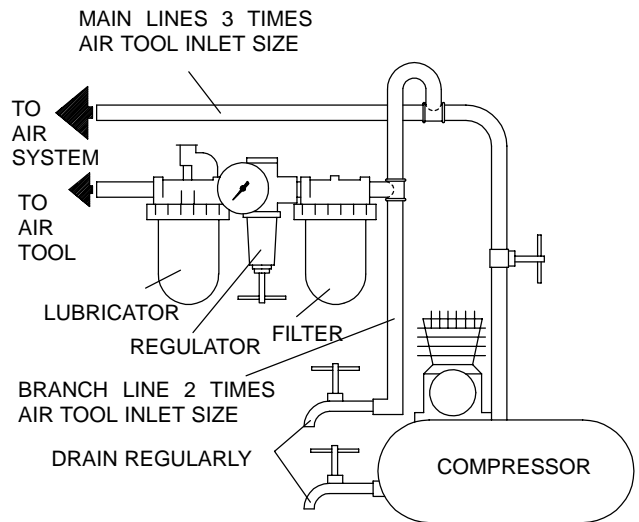 MAIN LINES 3 TIMES
AIR TOOL INLET SIZE
TO
AIR
SYSTEM
TO
AIR
TOOL
LUBRICATOR
REGULATOR
FILTER
BRANCH LINE 2 TIMES
AIR TOOL INLET SIZE
DRAIN REGULARLY
COMPRESSOR